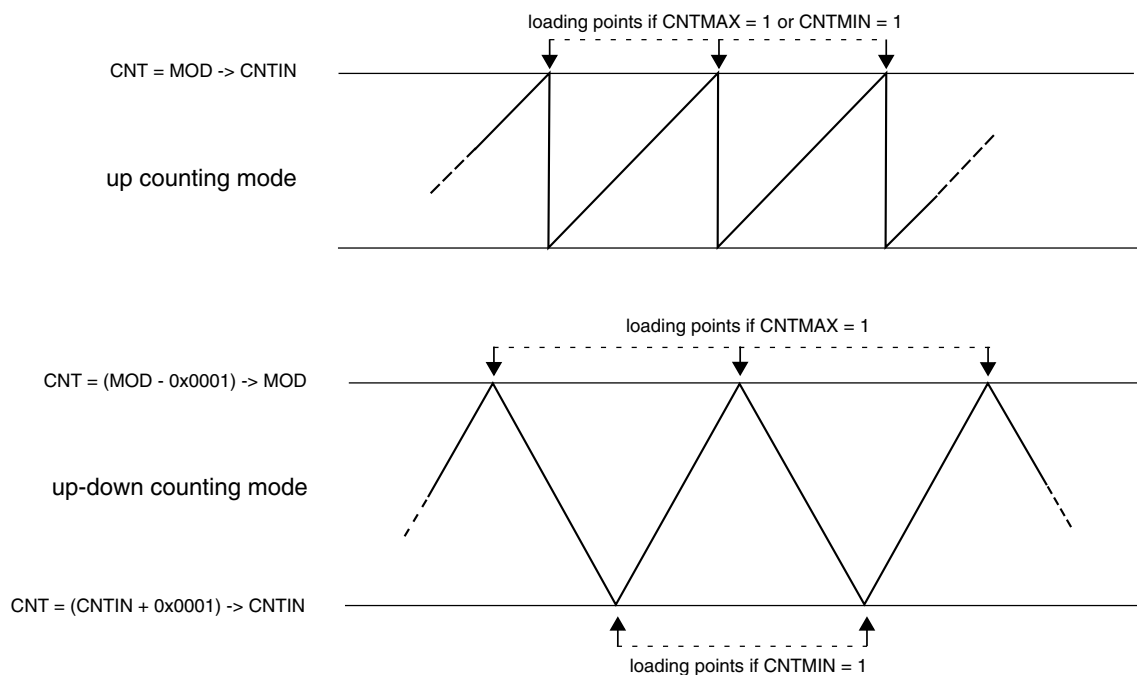 loading points if CNTMAX = 1 or CNTMIN = 1
CNT = MOD -> CNTIN
up counting mode
loading points if CNTMAX = 1
CNT = (MOD - 0x0001) -> MOD
up-down counting mode
CNT = (CNTIN + 0x0001) -> CNTIN
loading points if CNTMIN = 1